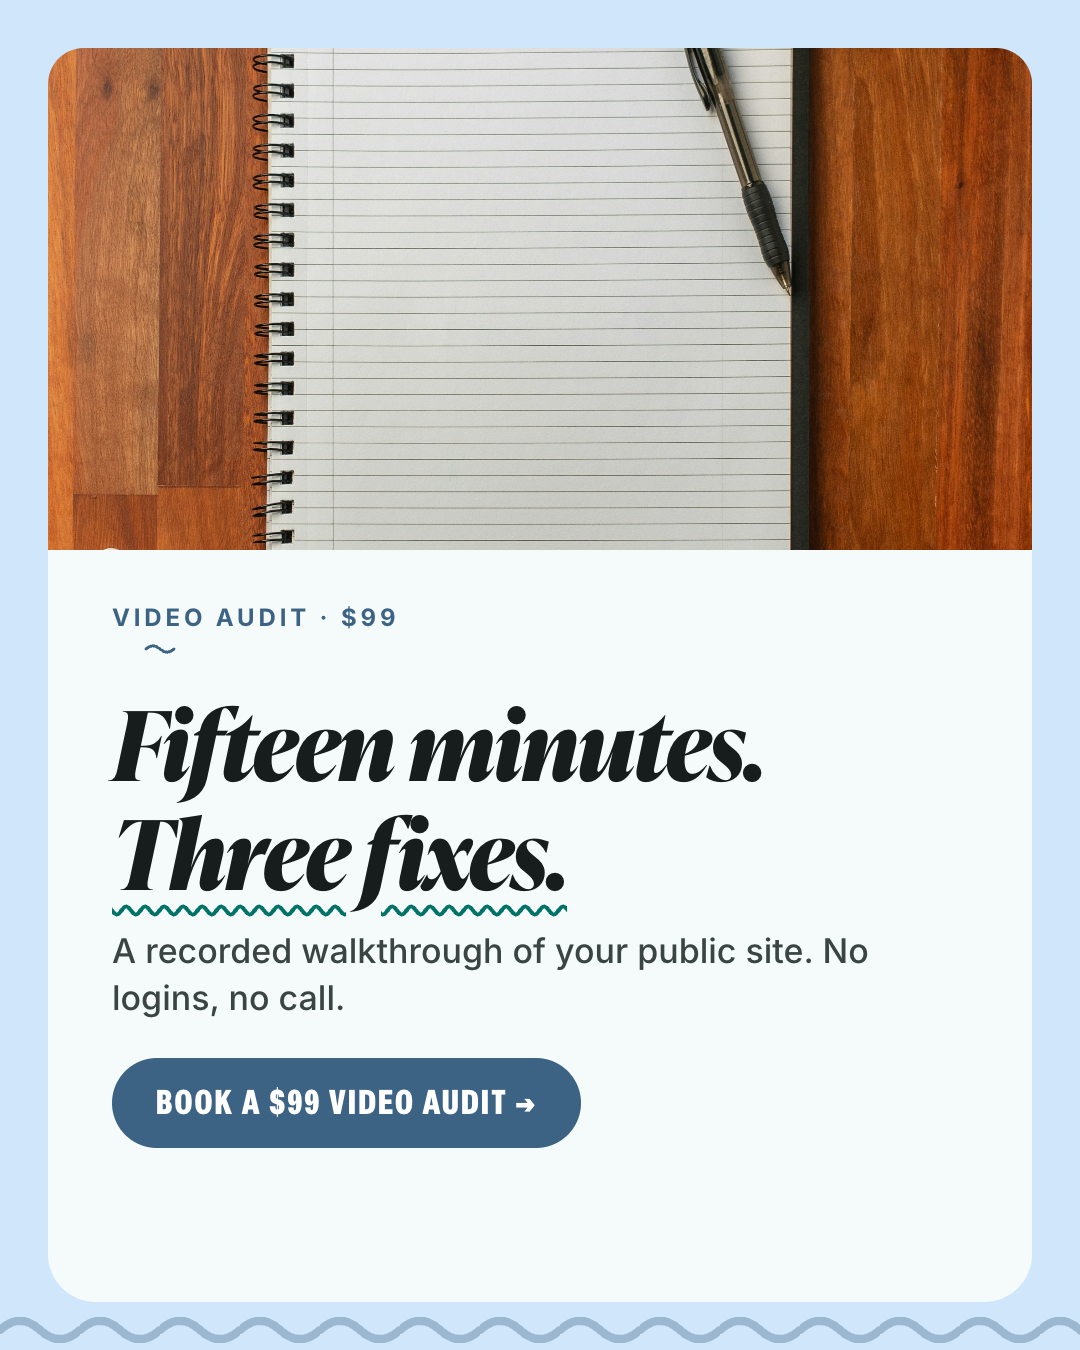 VIDEO AUDIT · $99
Fifteen minutes.
Three fixes.
A recorded walkthrough of your public site. No
logins, no call.
BOOK A $99 VIDEO AUDIT →